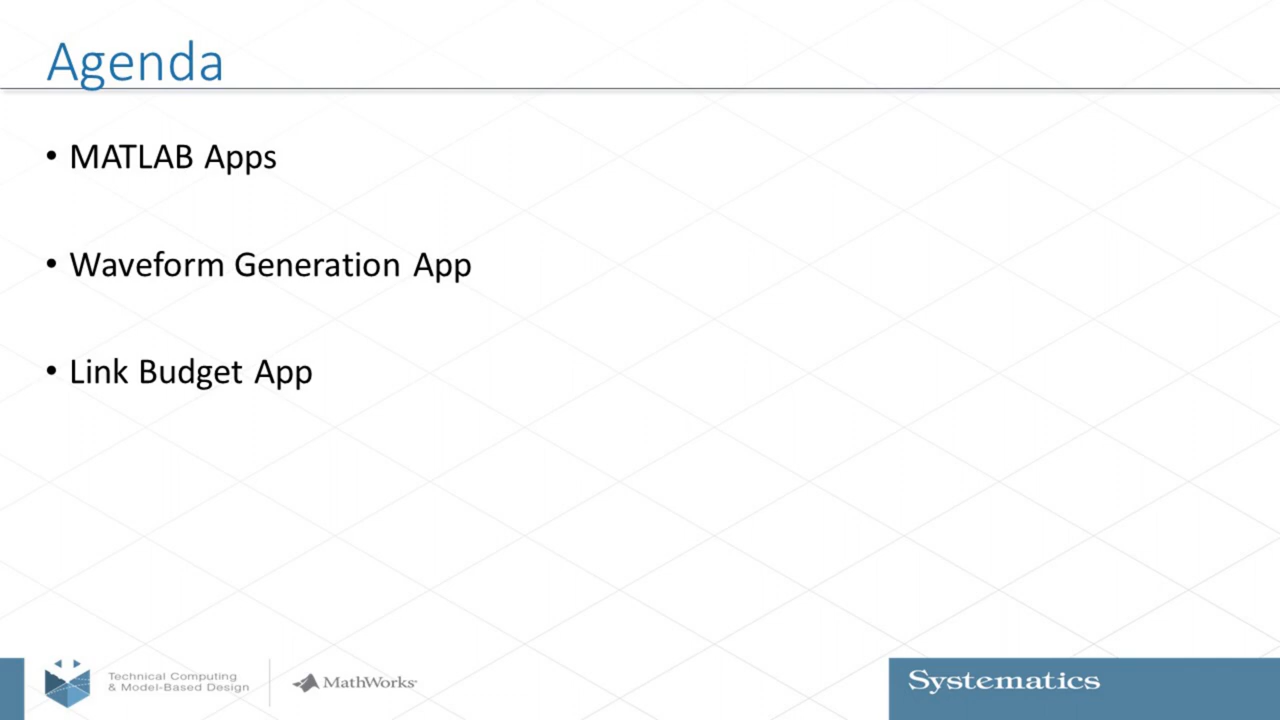 Agenda
• MATLAB Apps
• Waveform Generation App
• Link Budget App
Technical Computing
& Model-Based Design
MathWorks
Systematics